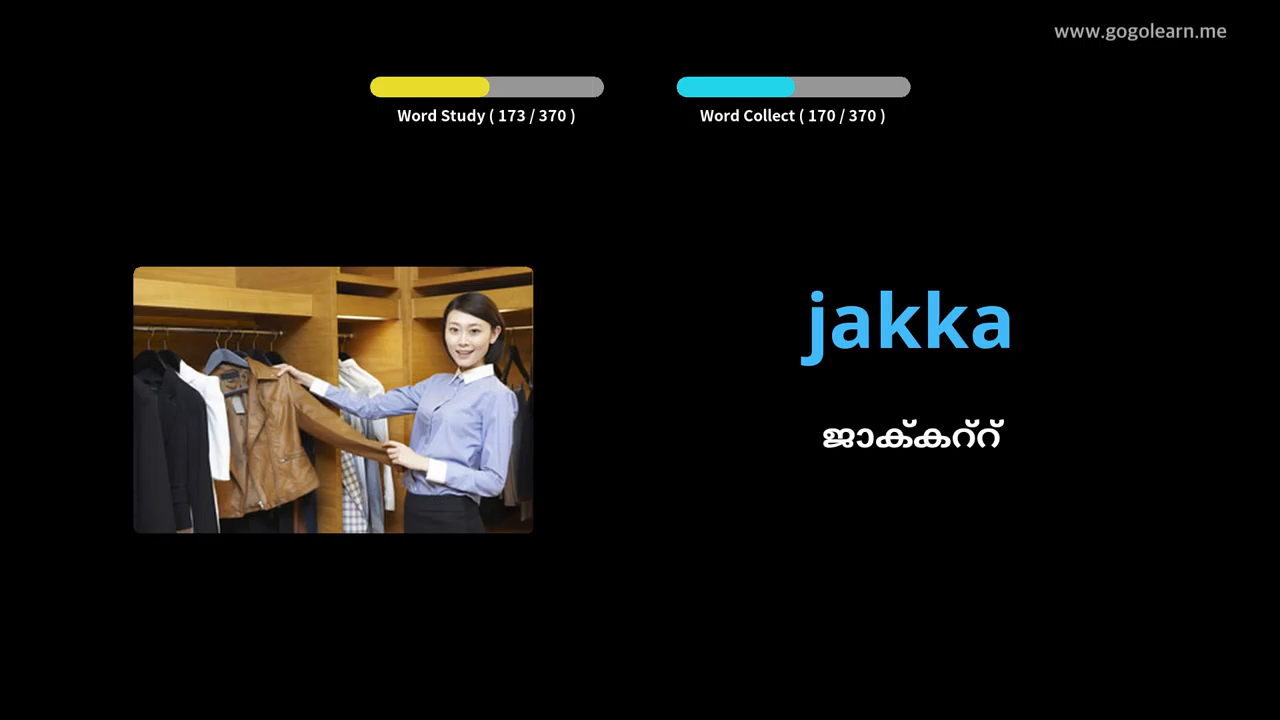 www.gogolearn.me
Word Study ( 173 / 370 )
Word Collect ( 170 / 370 )
jakka
ജാക്കറ്റ്